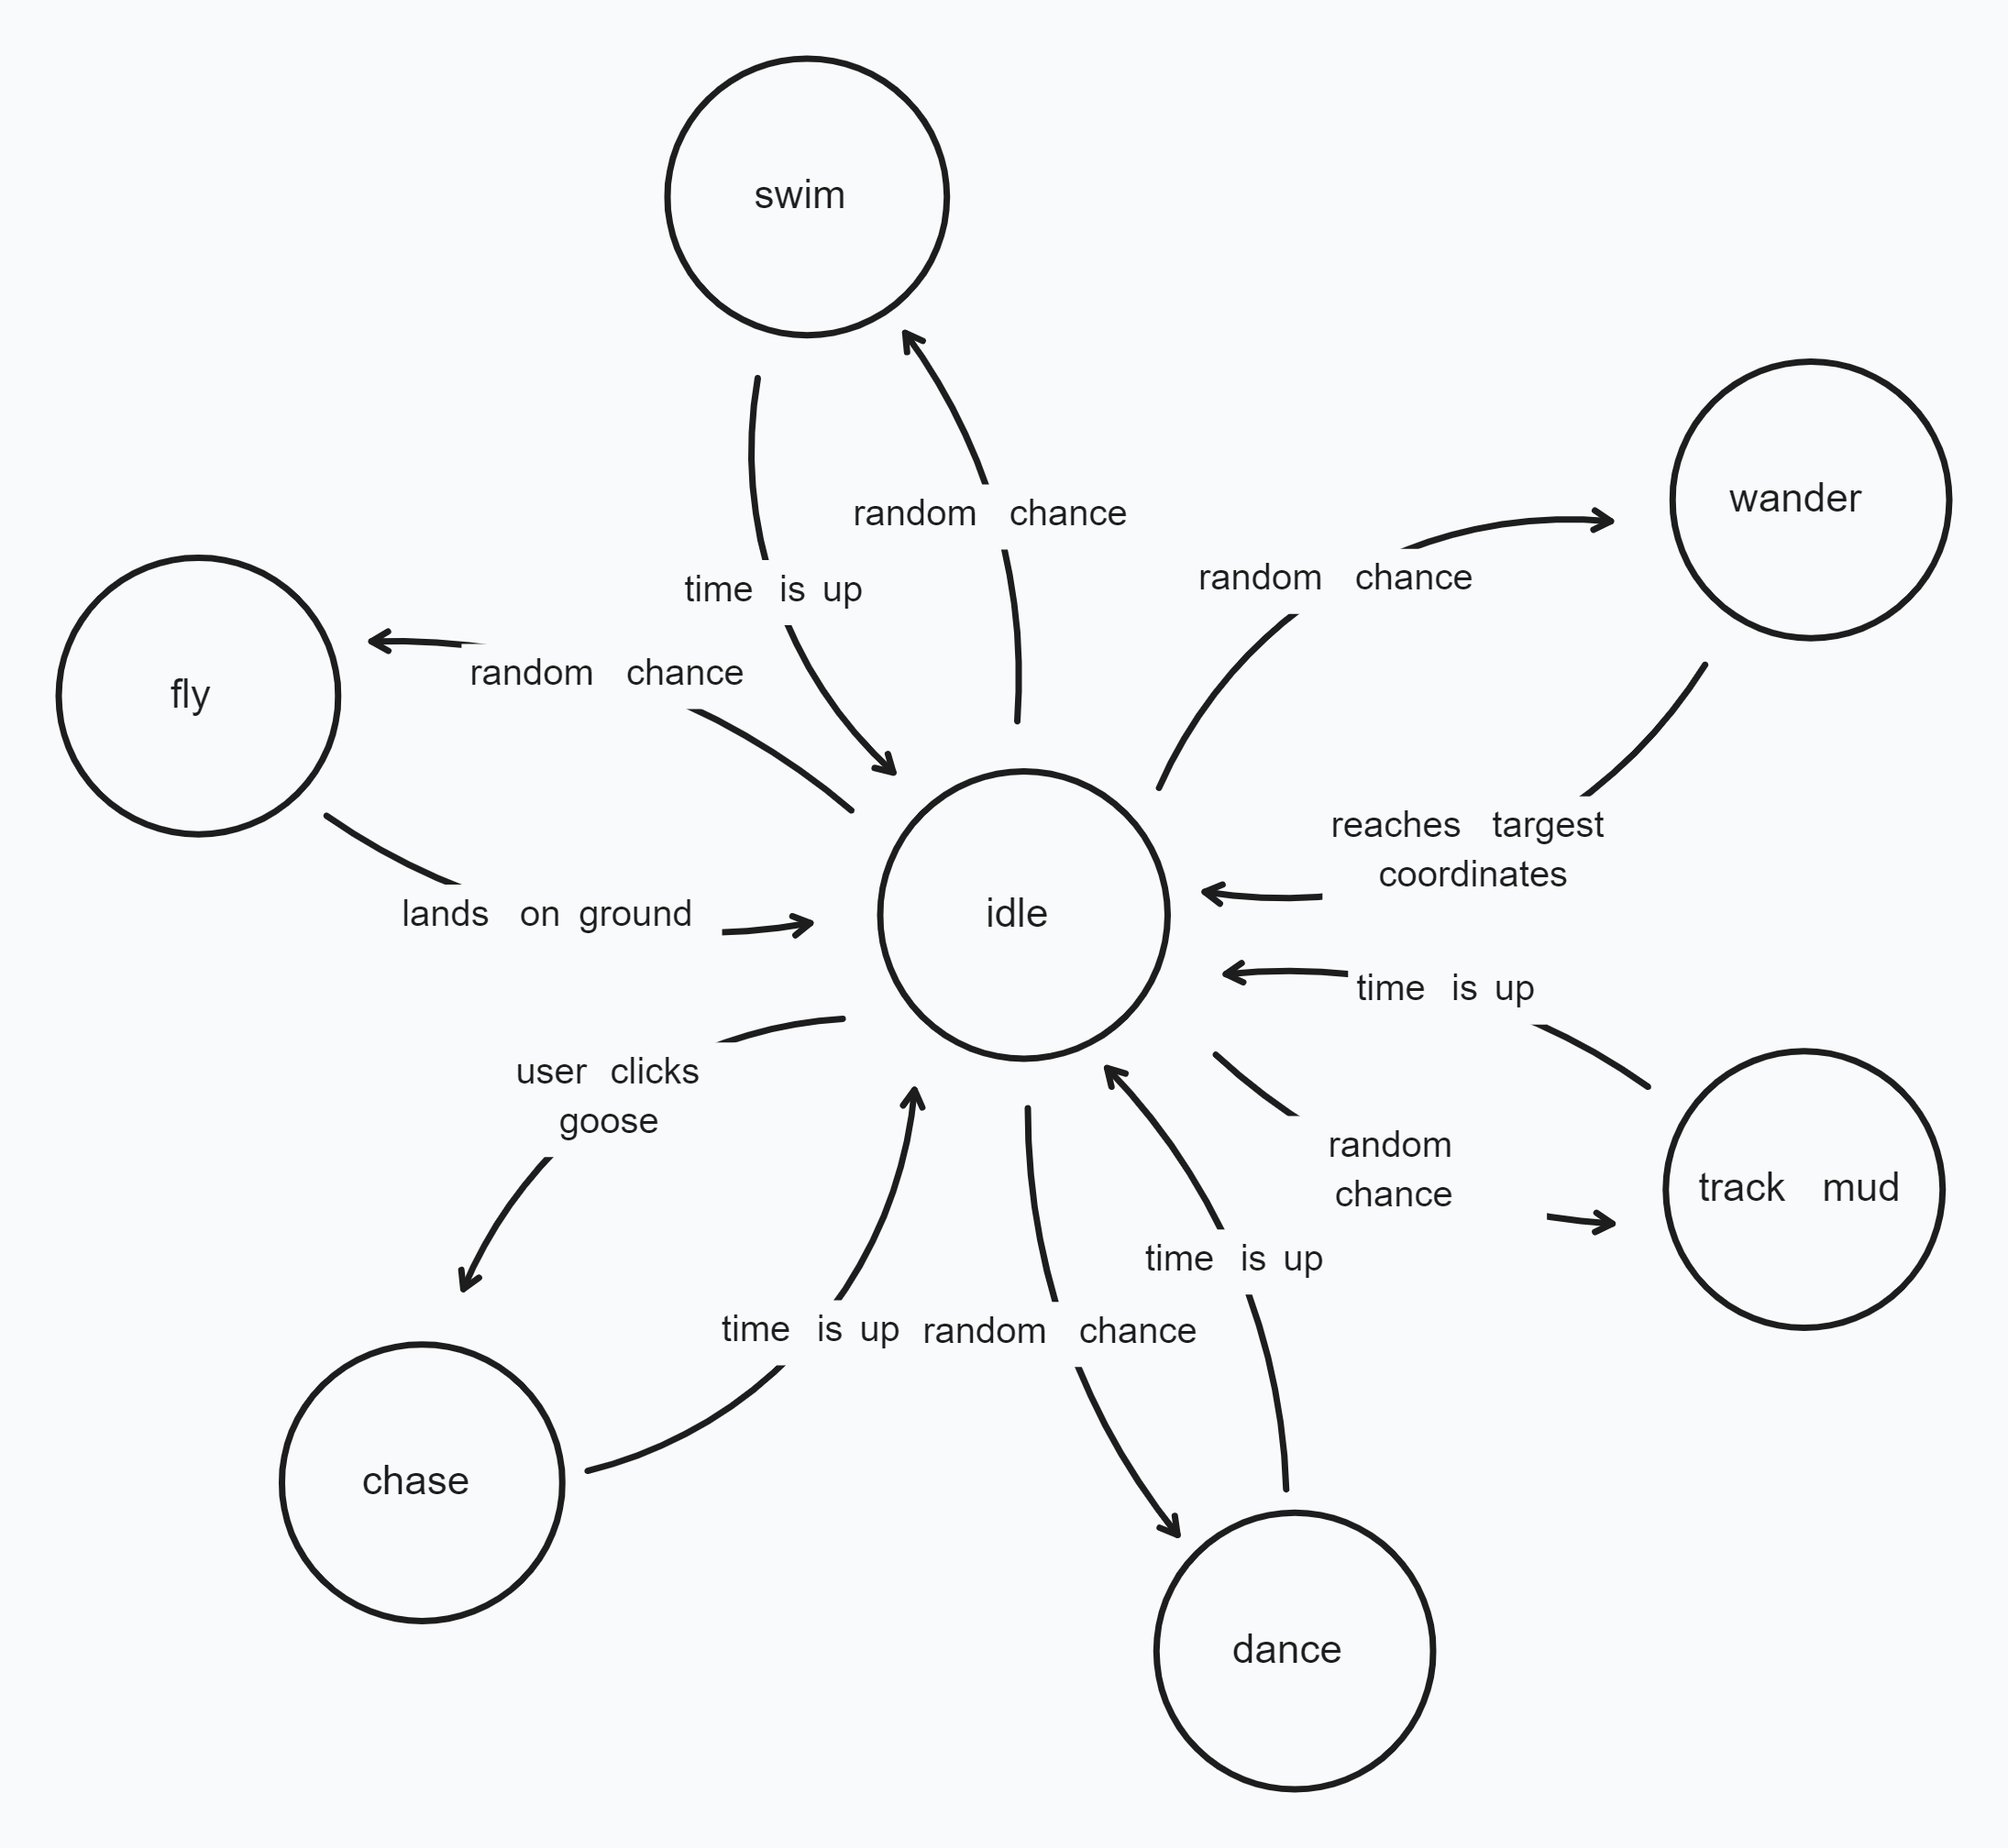 swim
wander
random chance
random chance
time is up
random chance
fly
reaches targest
coordinates
lands on ground
idle
time is up
user clicks
goose
random
chance
track mud
time is up
time is up
random chance
chase
dance